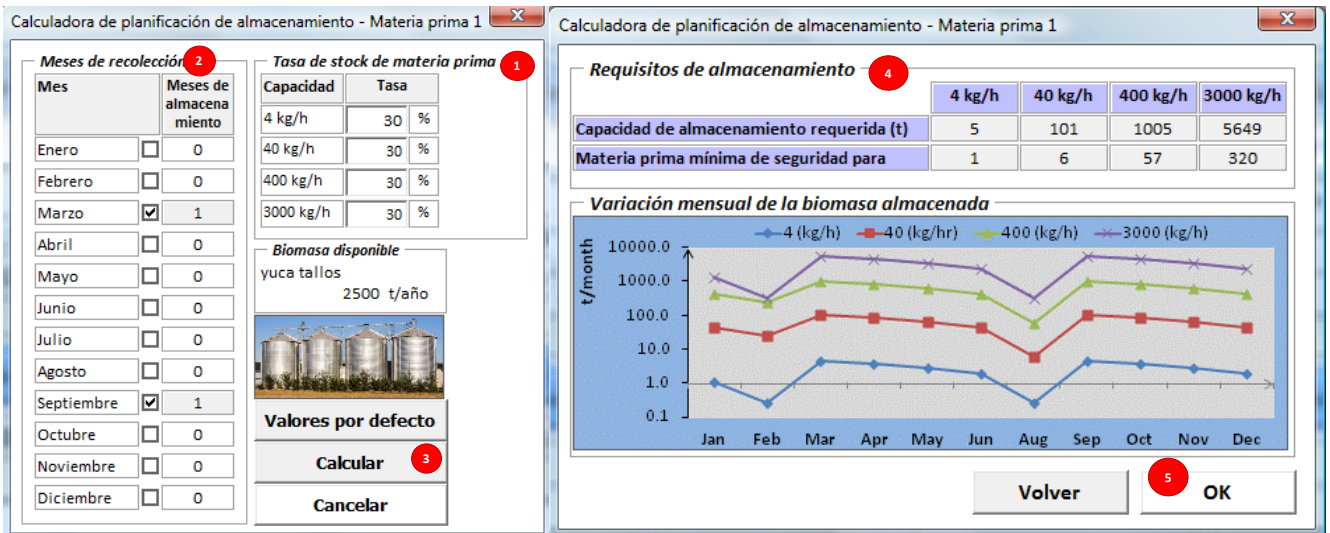 Calculadora de planificación de almacenamiento - Materia prima 1
Meses de recolección
2
Mes
Meses de
almacena
miento
Enero 0
Febrero 0
Marzo 1
Abril 0
Mayo 0
Junio 0
Julio 0
Agosto 0
Septiembre 1
Octubre 0
Noviembre 0
Diciembre 0
Tasa de stock de materia prima
1
Capacidad Tasa
4 kg/h 30 %
40 kg/h 30 %
400 kg/h 30 %
3000 kg/h 30 %
Biomasa disponible
yuca tallos
2500 t/año
Valores por defecto
Calcular
3
Cancelar
Calculadora de planificación de almacenamiento - Materia prima 1
Requisitos de almacenamiento
4
4 kg/h 40 kg/h 400 kg/h 3000 kg/h
Capacidad de almacenamiento requerida (t) 5 101 1005 5649
Materia prima mínima de seguridad para 1 6 57 320
Variación mensual de la biomasa almacenada
4 (kg/h) 40 (kg/hr) 400 (kg/h) 3000 (kg/h)
t/month
10000.0
1000.0
100.0
10.0
1.0
0.1
Jan Feb Mar Apr May Jun Aug Sep Oct Nov Dec
Volver
5
OK